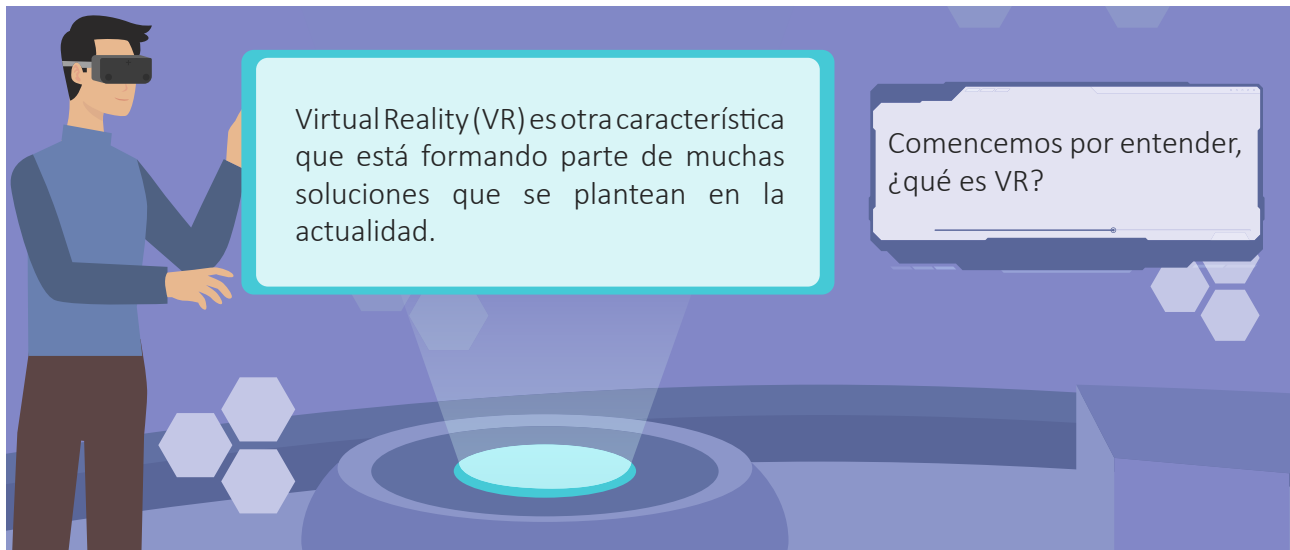 Virtual Reality (VR) es otra característica
que está formando parte de muchas
soluciones que se plantean en la
actualidad.
Comencemos por entender,
¿qué es VR?